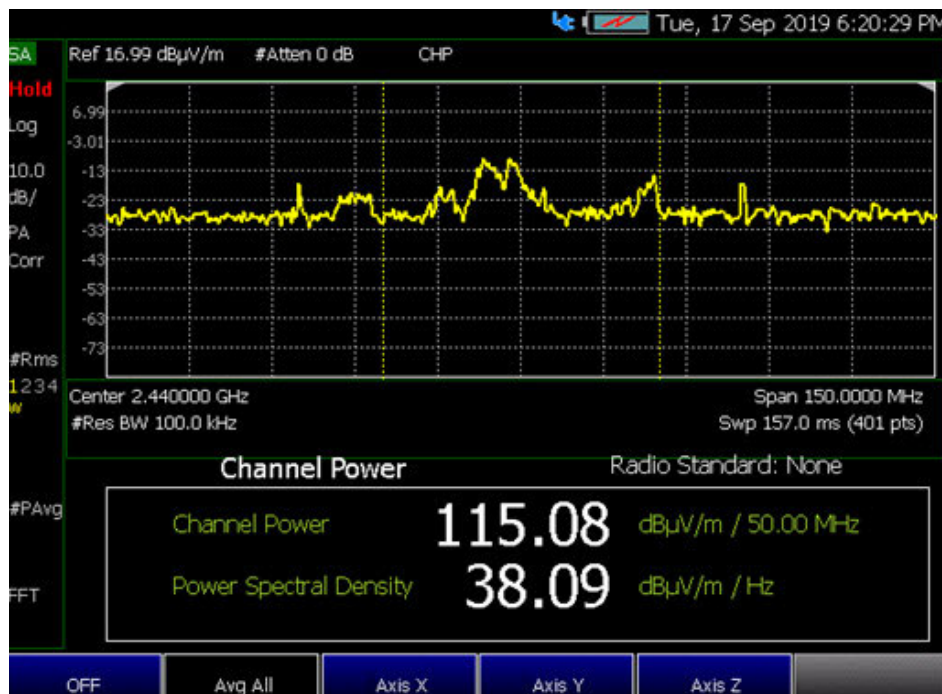 Tue, 17 Sep 2019 6:20:29 PM
SA
Ref 16.99 dBµV/m #Atten 0 dB CHP
Hold
Log
10.0
dB/
PA
Corr
#Rms
1234
W
#PAvg
FFT
6.99
-3.01
-13
-23
-33
-43
-53
-63
-73
Center 2.440000 GHz Span 150.0000 MHz
#Res BW 100.0 kHz Swp 157.0 ms (401 pts)
Channel Power Radio Standard: None
Channel Power 115.08 dBµV/m / 50.00 MHz
Power Spectral Density 38.09 dBµV/m / Hz
OFF Avg All Axis X Axis Y Axis Z